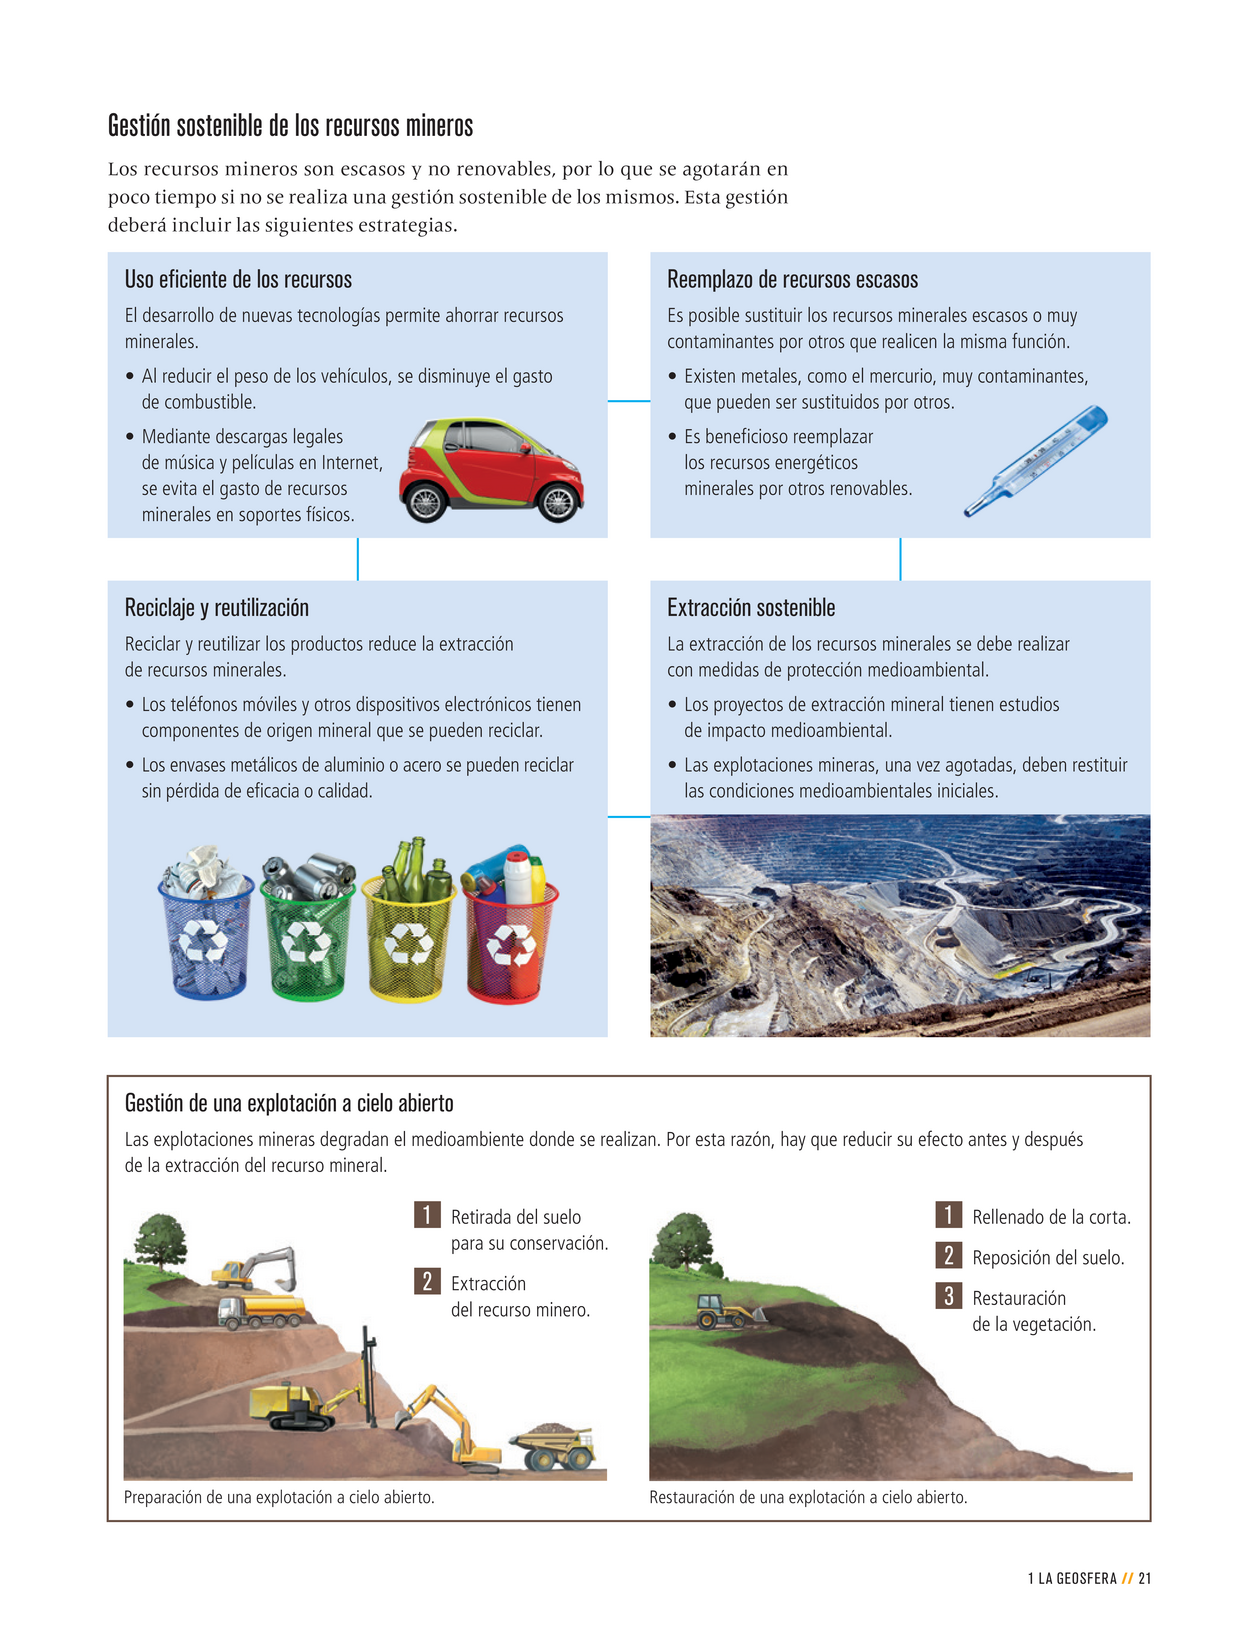 Gestión sostenible de los recursos mineros
Los recursos mineros son escasos y no renovables, por lo que se agotarán en
poco tiempo si no se realiza una gestión sostenible de los mismos. Esta gestión
deberá incluir las siguientes estrategias.
Uso eficiente de los recursos
El desarrollo de nuevas tecnologías permite ahorrar recursos
minerales.
• Al reducir el peso de los vehículos, se disminuye el gasto
de combustible.
• Mediante descargas legales
de música y películas en Internet,
se evita el gasto de recursos
minerales en soportes físicos.
Reemplazo de recursos escasos
Es posible sustituir los recursos minerales escasos o muy
contaminantes por otros que realicen la misma función.
• Existen metales, como el mercurio, muy contaminantes,
que pueden ser sustituidos por otros.
• Es beneficioso reemplazar
los recursos energéticos
minerales por otros renovables.
Reciclaje y reutilización
Reciclar y reutilizar los productos reduce la extracción
de recursos minerales.
• Los teléfonos móviles y otros dispositivos electrónicos tienen
componentes de origen mineral que se pueden reciclar.
• Los envases metálicos de aluminio o acero se pueden reciclar
sin pérdida de eficacia o calidad.
Extracción sostenible
La extracción de los recursos minerales se debe realizar
con medidas de protección medioambiental.
• Los proyectos de extracción mineral tienen estudios
de impacto medioambiental.
• Las explotaciones mineras, una vez agotadas, deben restituir
las condiciones medioambientales iniciales.
Gestión de una explotación a cielo abierto
Las explotaciones mineras degradan el medioambiente donde se realizan. Por esta razón, hay que reducir su efecto antes y después
de la extracción del recurso mineral.
1 Retirada del suelo
para su conservación.
2 Extracción
del recurso minero.
Preparación de una explotación a cielo abierto.
1 Rellenado de la corta.
2 Reposición del suelo.
3 Restauración
de la vegetación.
Restauración de una explotación a cielo abierto.
1 LA GEOSFERA // 21